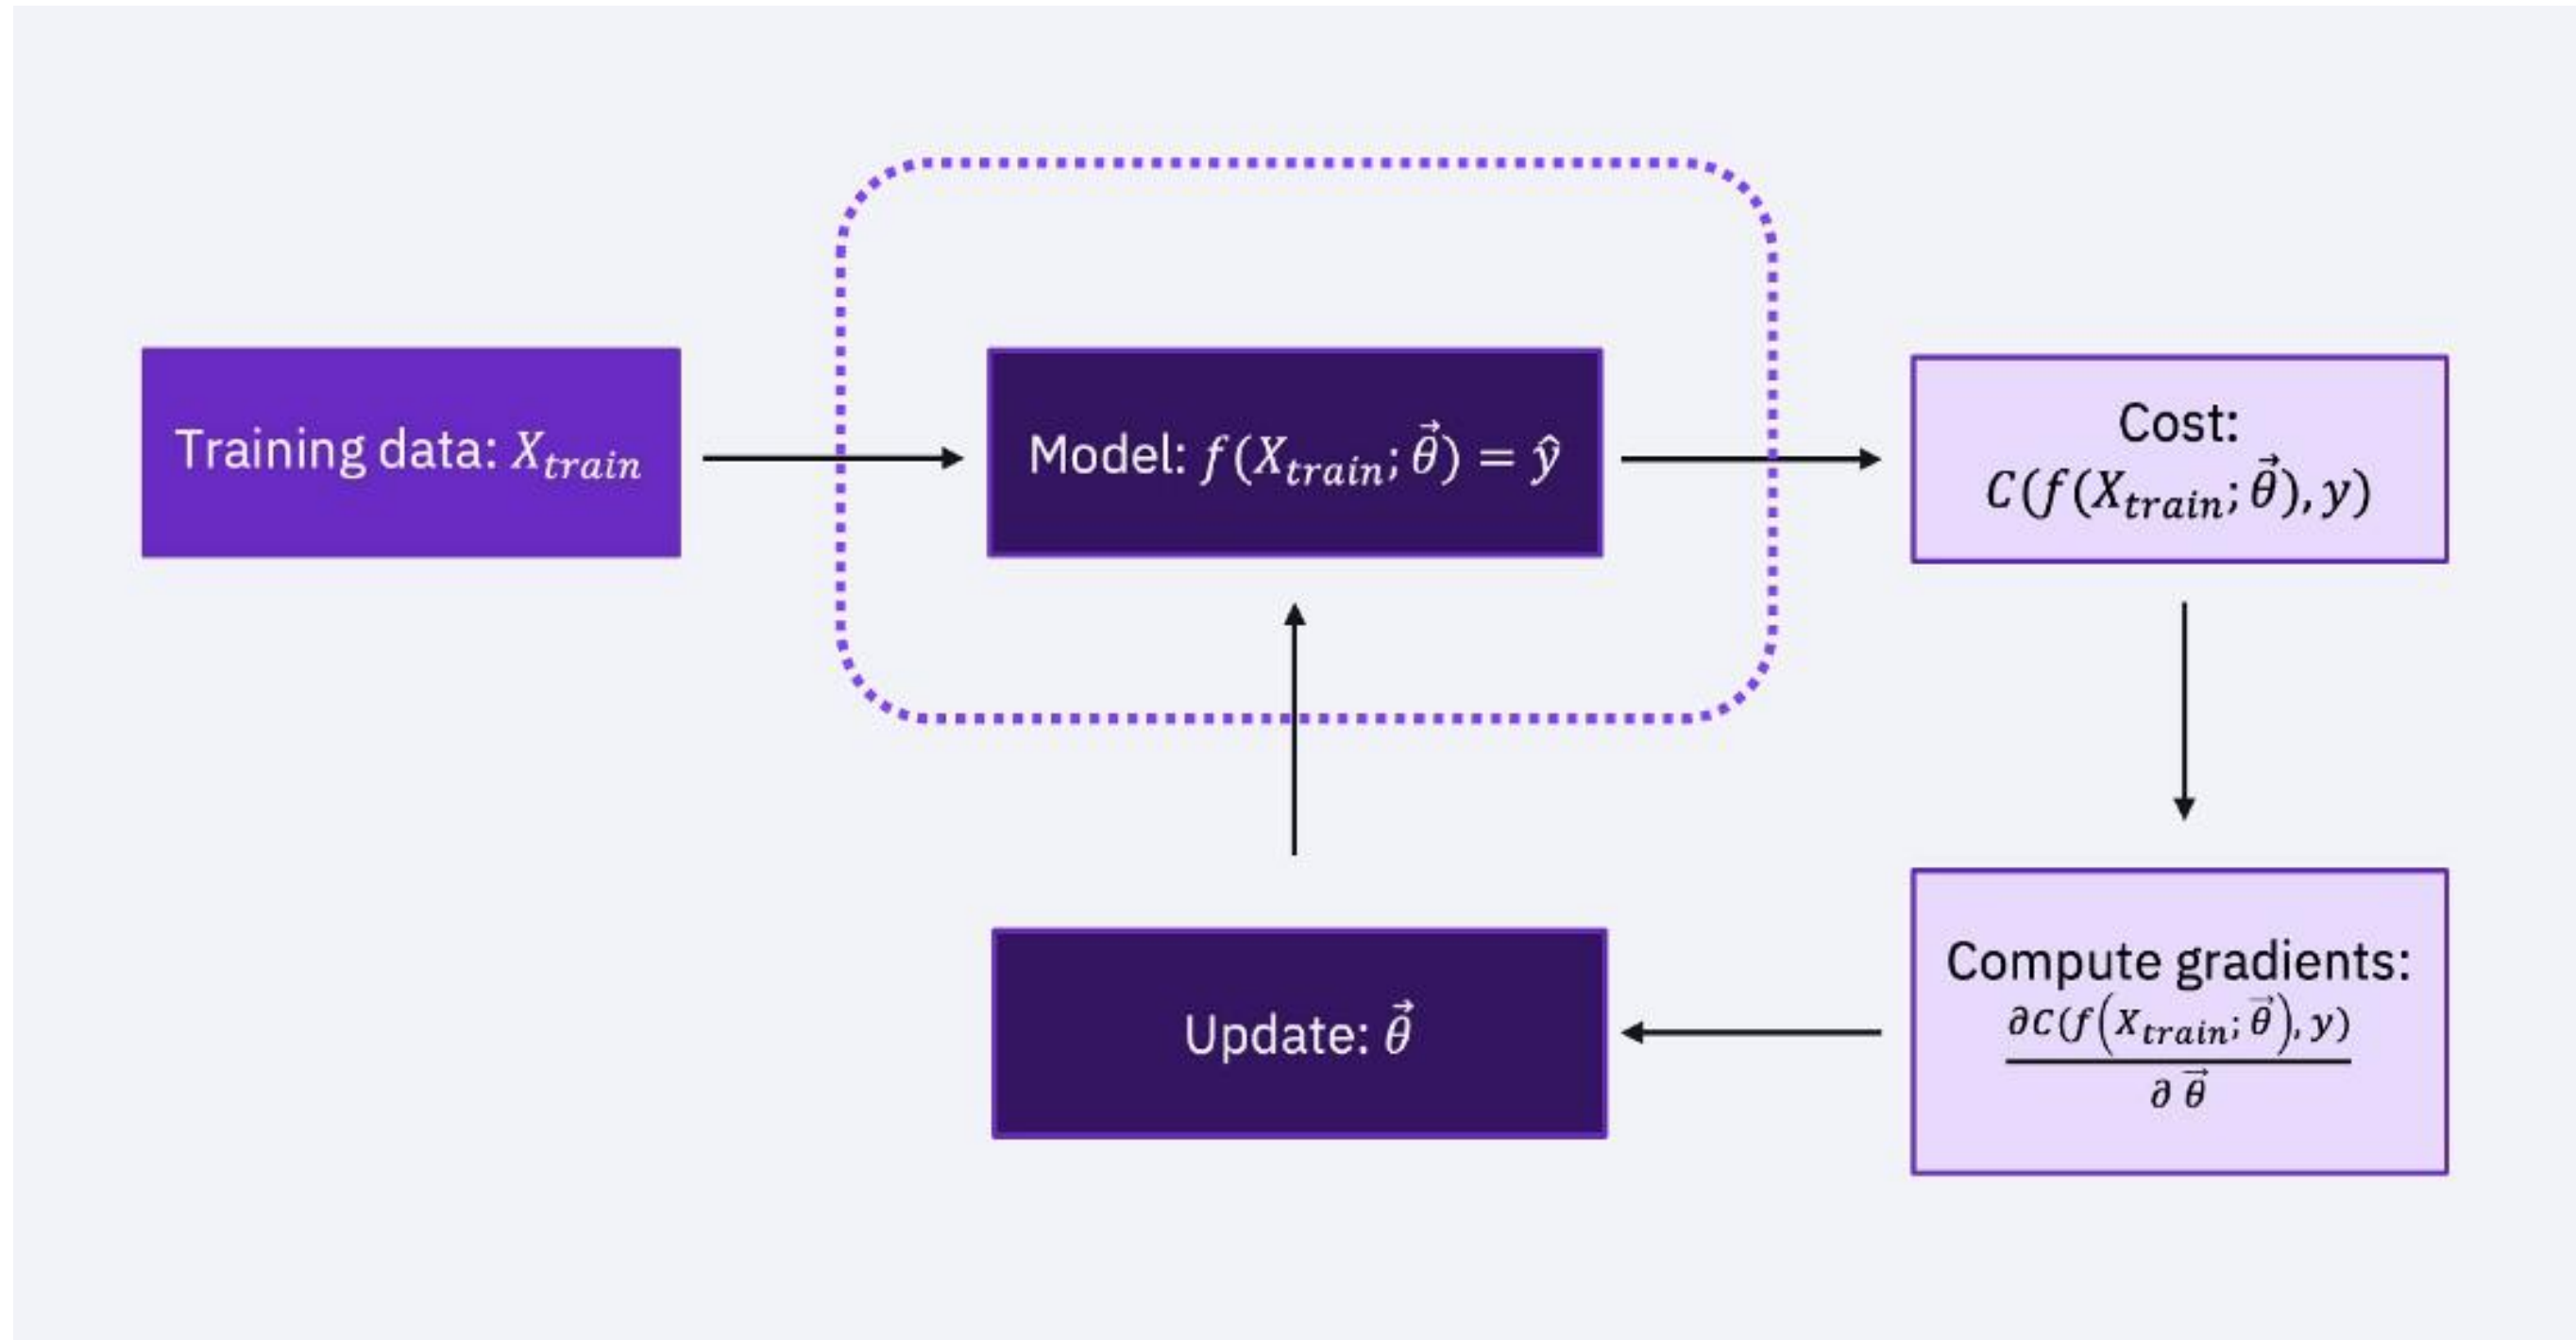 Training data: X_train
Model: f(X_train; θ⃗) = ŷ
Cost:
C(f(X_train; θ⃗), y)
Update: θ⃗
Compute gradients:
∂C(f(X_train; θ⃗), y)
∂ θ⃗